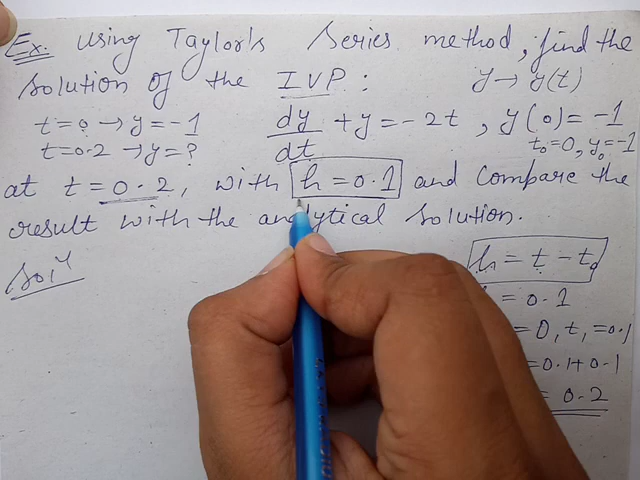 Ex. Using Taylor's Series method, find the
solution of the IVP :
y → y(t)
t=0 → y=-1
dy/dt + y = -2t , y(0) = -1
t=0.2 → y=?
t₀=0, y₀=-1
at t = 0.2, with h = 0.1 and compare the
result with the analytical solution.
Solⁿ
h = t - t₀
= 0.1
= 0, t₁ = 0.1
= 0.1+0.1
= 0.2